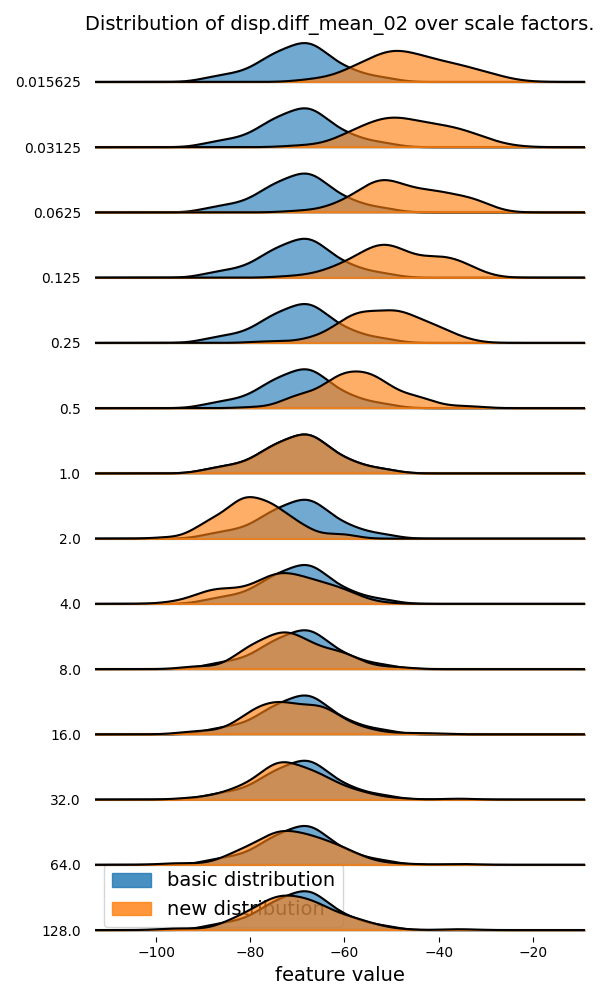 Distribution of disp.diff_mean_02 over scale factors.
0.015625
0.03125
0.0625
0.125
0.25
0.5
1.0
2.0
4.0
8.0
16.0
32.0
64.0
basic distribution
new distribution
128.0
−100 −80 −60 −40 −20
feature value